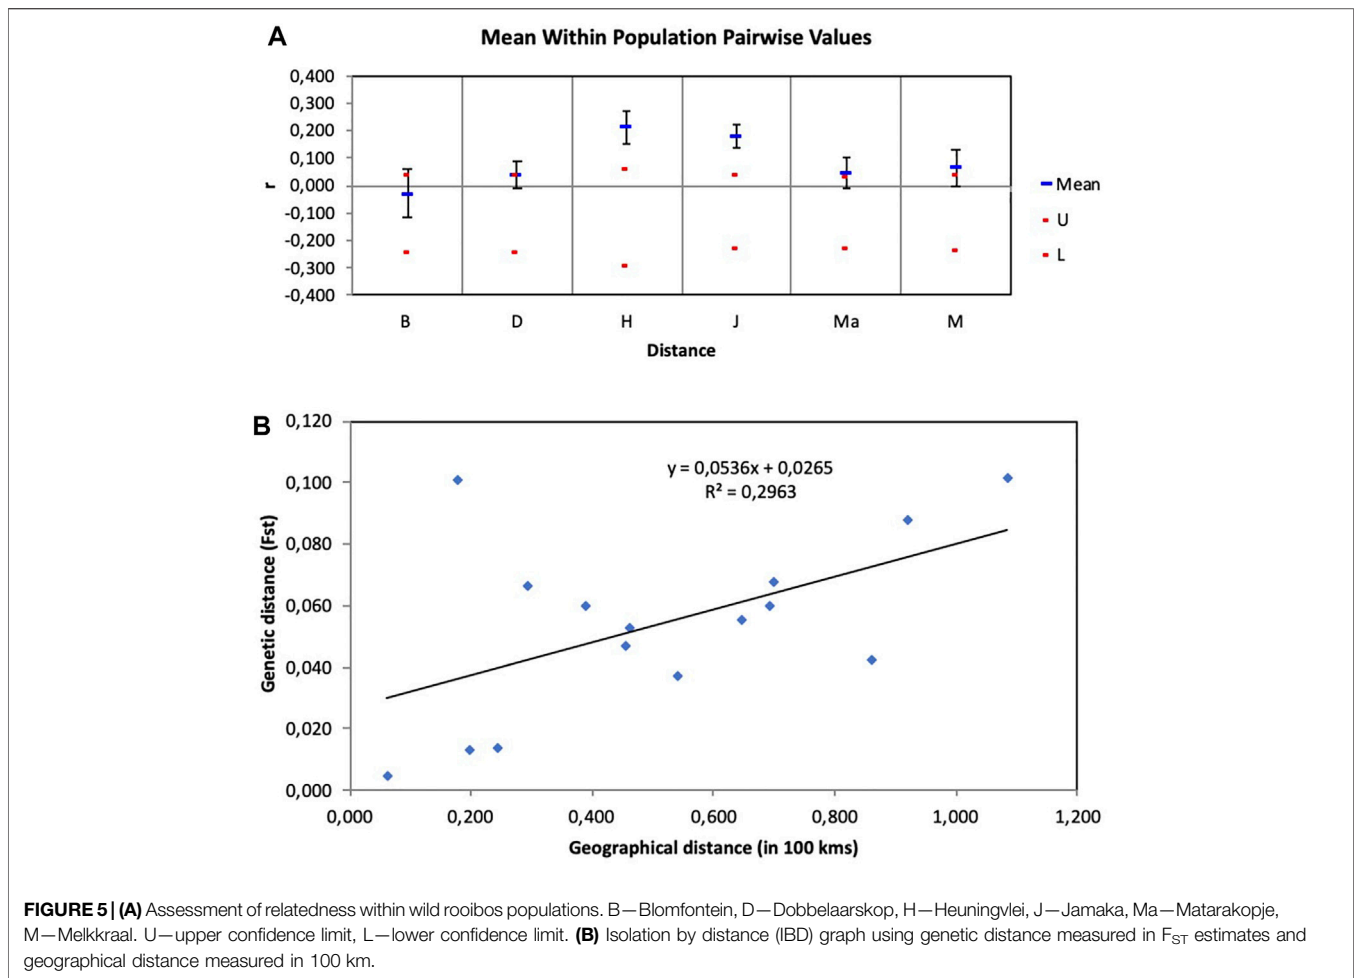 A
Mean Within Population Pairwise Values
0,400
0,300
0,200
0,100
0,000
-0,100
-0,200
-0,300
-0,400
r
B D H J Ma M
Distance
Mean
U
L
B
0,120
0,100
0,080
0,060
0,040
0,020
0,000
Genetic distance (Fst)
y = 0,0536x + 0,0265
R² = 0,2963
0,000 0,200 0,400 0,600 0,800 1,000 1,200
Geographical distance (in 100 kms)
FIGURE 5 | (A) Assessment of relatedness within wild rooibos populations. B—Blomfontein, D—Dobbelaarskop, H—Heuningvlei, J—Jamaka, Ma—Matarakopje,
M—Melkkraal. U—upper confidence limit, L—lower confidence limit. (B) Isolation by distance (IBD) graph using genetic distance measured in FST estimates and
geographical distance measured in 100 km.